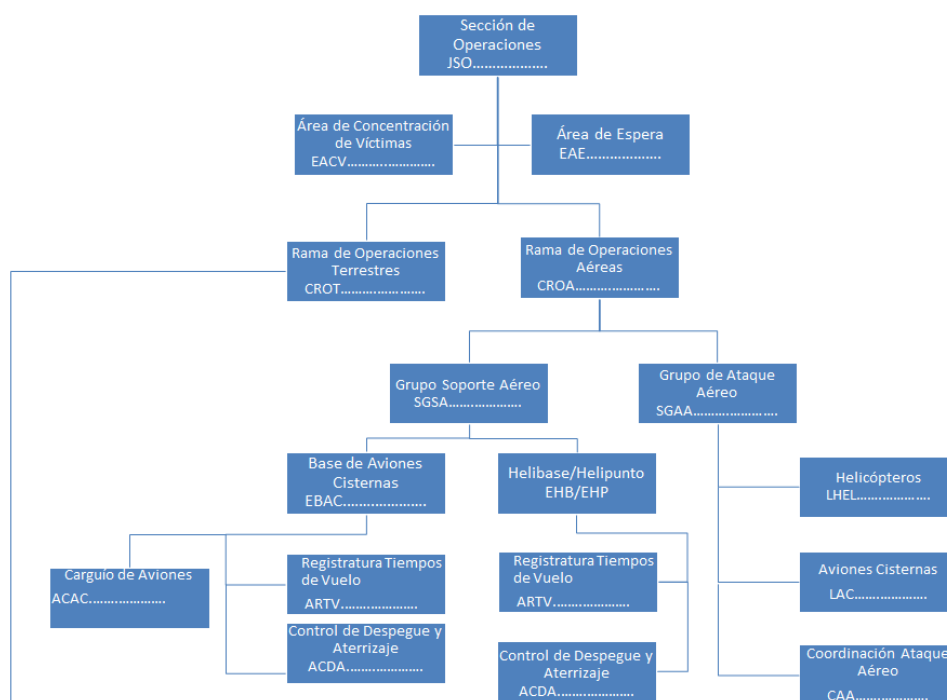 Sección de
Operaciones
JSO……………….
Área de Concentración
de Víctimas
EACV………..………….
Área de Espera
EAE……………….
Rama de Operaciones
Terrestres
CROT…….………….
Rama de Operaciones
Aéreas
CROA…….………….
Grupo Soporte Aéreo
SGSA…….………….
Grupo de Ataque
Aéreo
SGAA……….………….
Base de Aviones
Cisternas
EBAC…….………….
Helibase/Helipunto
EHB/EHP
Helicópteros
LHEL…….………….
Carguío de Aviones
ACAC…….………….
Registratura Tiempos
de Vuelo
ARTV…….………….
Registratura Tiempos
de Vuelo
ARTV…….………….
Aviones Cisternas
LAC…….………….
Control de Despegue y
Aterrizaje
ACDA…….………….
Control de Despegue y
Aterrizaje
ACDA…….………….
Coordinación Ataque
Aéreo
CAA…….………….